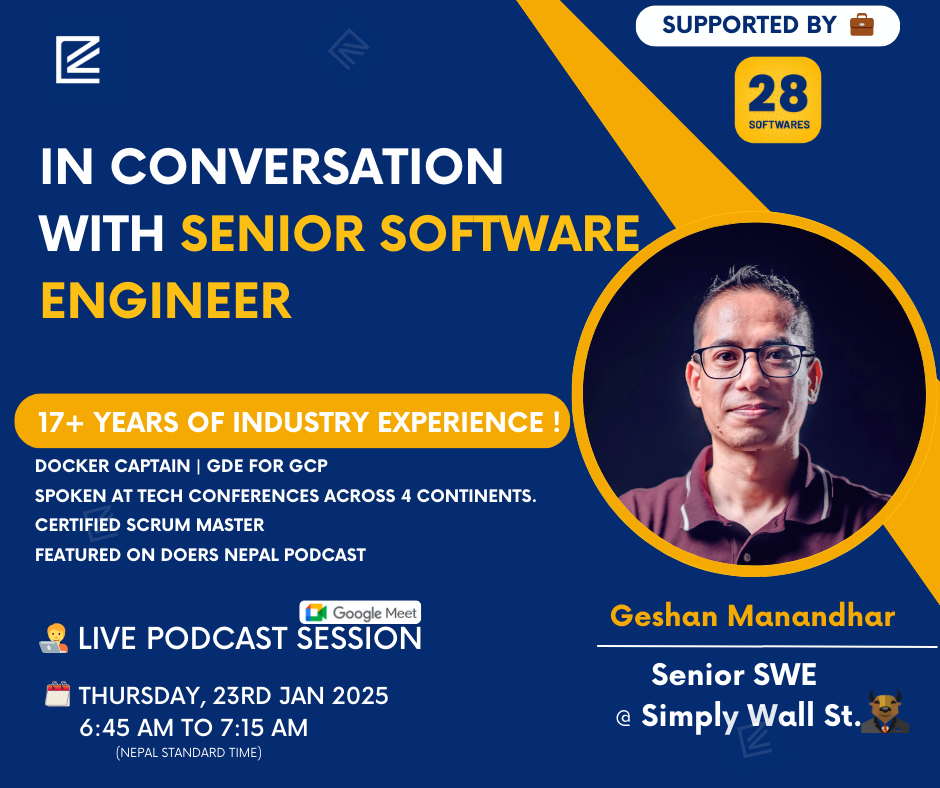 SUPPORTED BY
28
SOFTWARES
IN CONVERSATION
WITH SENIOR SOFTWARE
ENGINEER
17+ YEARS OF INDUSTRY EXPERIENCE !
DOCKER CAPTAIN | GDE FOR GCP
SPOKEN AT TECH CONFERENCES ACROSS 4 CONTINENTS.
CERTIFIED SCRUM MASTER
FEATURED ON DOERS NEPAL PODCAST
Google Meet
LIVE PODCAST SESSION
THURSDAY, 23RD JAN 2025
6:45 AM TO 7:15 AM
(NEPAL STANDARD TIME)
Geshan Manandhar
Senior SWE
@ Simply Wall St.